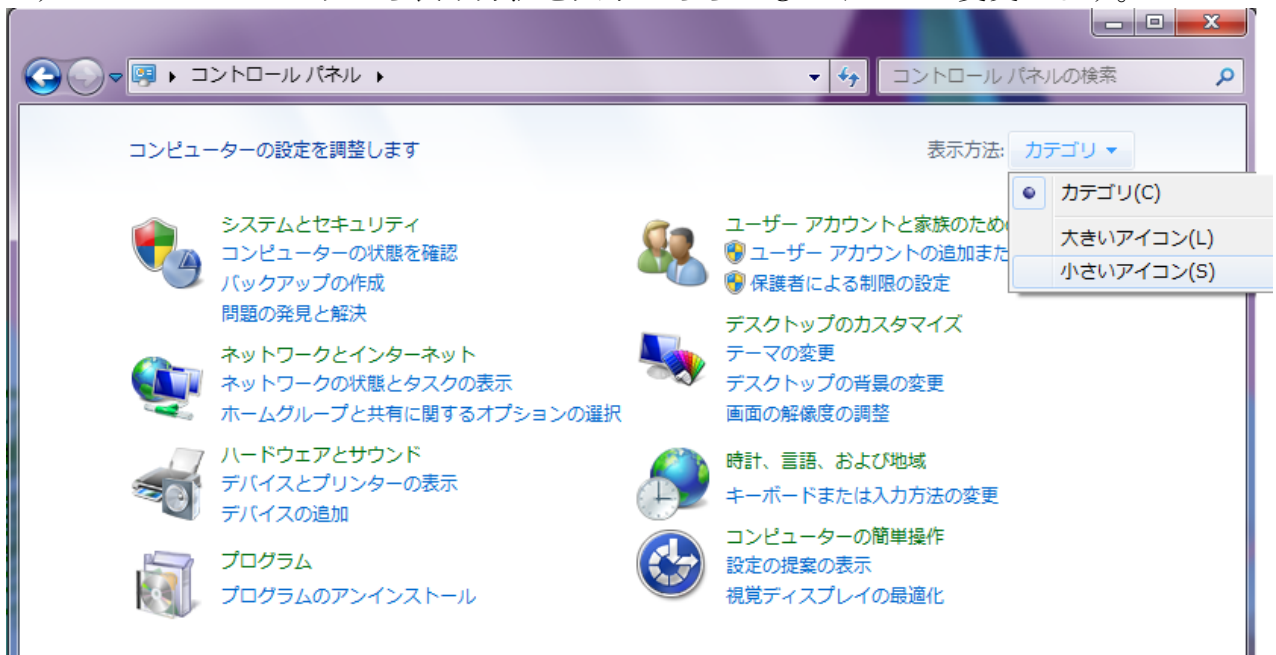 コントロール パネル
コントロール パネルの検索
コンピューターの設定を調整します
表示方法: カテゴリ
カテゴリ(C)
大きいアイコン(L)
小さいアイコン(S)
システムとセキュリティ
コンピューターの状態を確認
バックアップの作成
問題の発見と解決
ネットワークとインターネット
ネットワークの状態とタスクの表示
ホームグループと共有に関するオプションの選択
ハードウェアとサウンド
デバイスとプリンターの表示
デバイスの追加
プログラム
プログラムのアンインストール
ユーザー アカウントと家族のため
ユーザー アカウントの追加また
保護者による制限の設定
デスクトップのカスタマイズ
テーマの変更
デスクトップの背景の変更
画面の解像度の調整
時計、言語、および地域
キーボードまたは入力方法の変更
コンピューターの簡単操作
設定の提案の表示
視覚ディスプレイの最適化